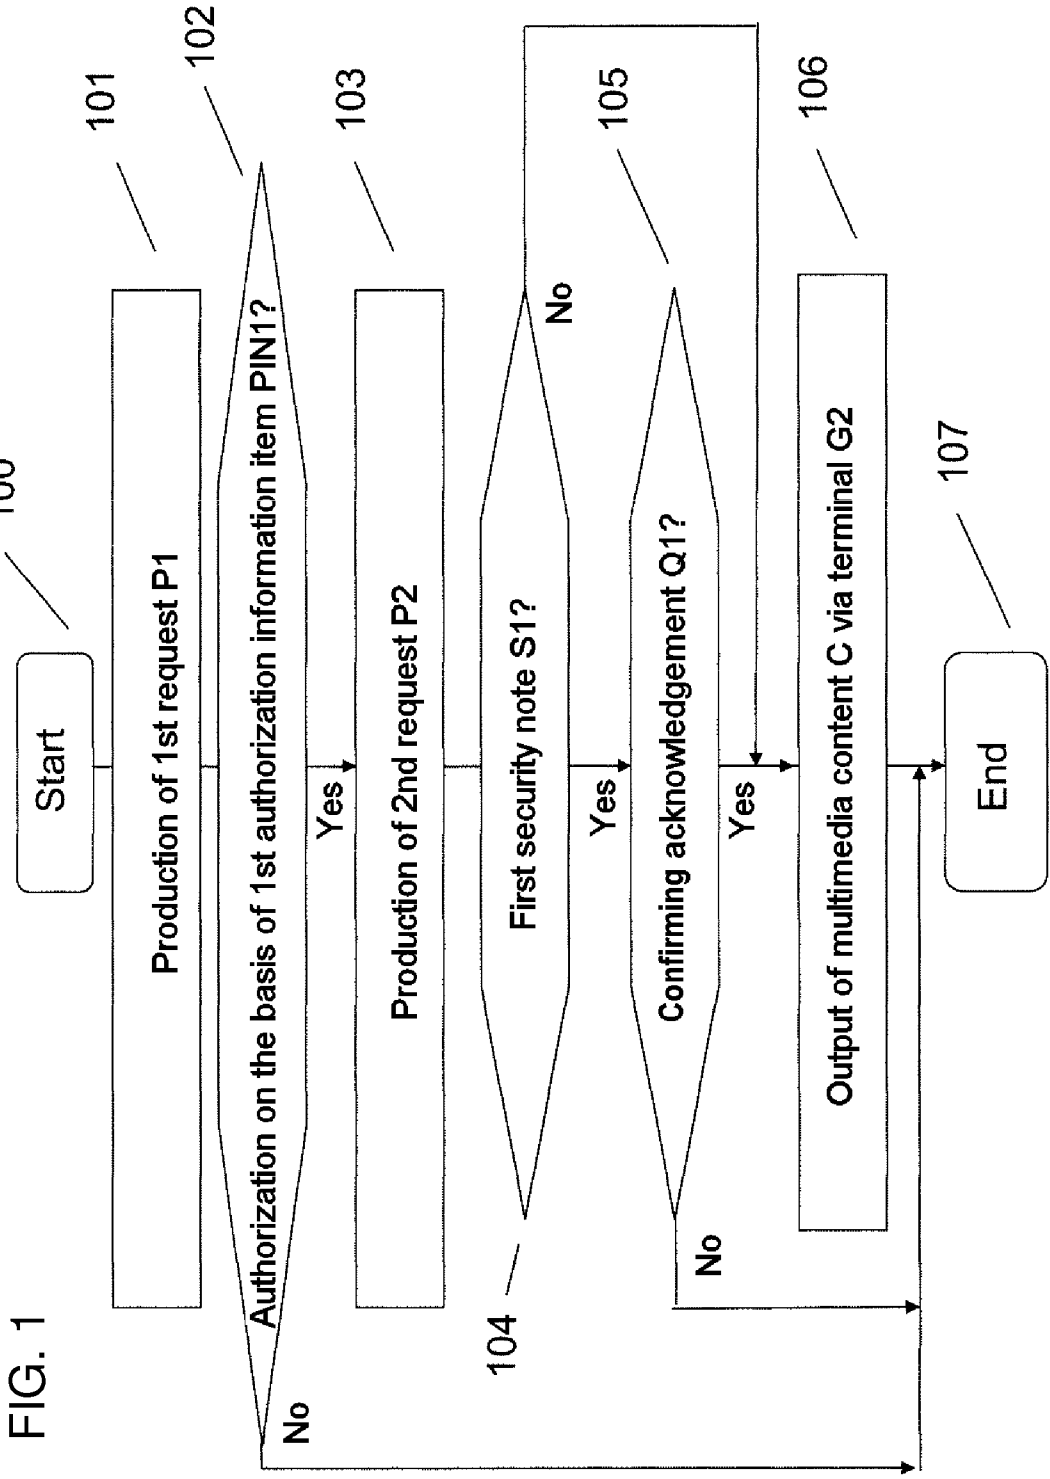 FIG. 1
Start
101
Production of 1st request P1
102
Authorization on the basis of 1st authorization information item PIN1?
No
Yes
103
Production of 2nd request P2
104
First security note S1?
No
Yes
105
Confirming acknowledgement Q1?
No
Yes
106
Output of multimedia content C via terminal G2
107
End